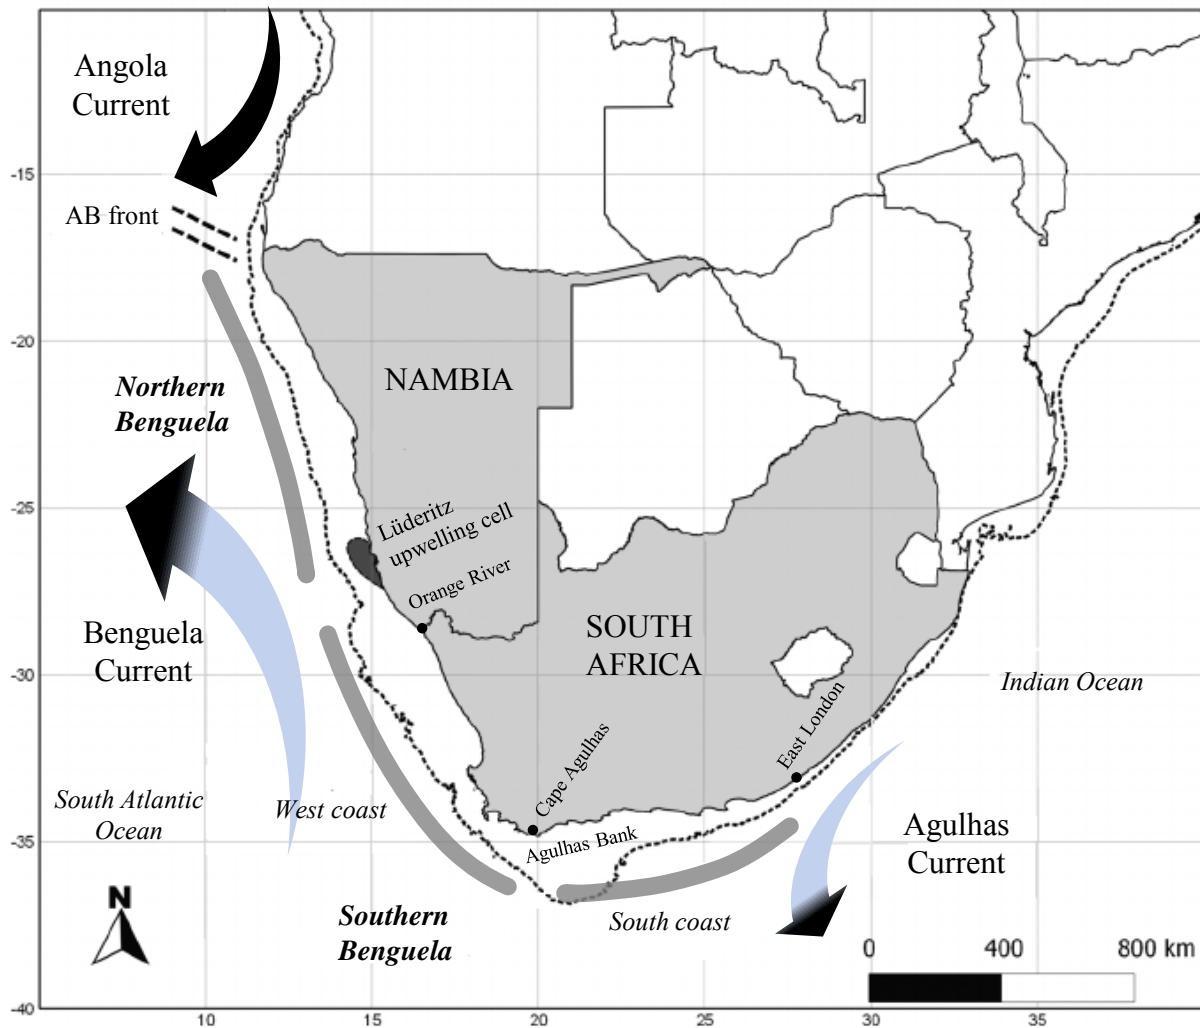 Angola
Current
-15
AB front
-20
Northern
Benguela
NAMBIA
-25
Lüderitz
upwelling cell
Orange River
Benguela
Current
SOUTH
AFRICA
-30
Indian Ocean
East London
Cape Agulhas
South Atlantic
Ocean
West coast
-35
Agulhas Bank
Agulhas
Current
N
Southern
Benguela
South coast
0 400 800 km
-40
10 15 20 25 30 35